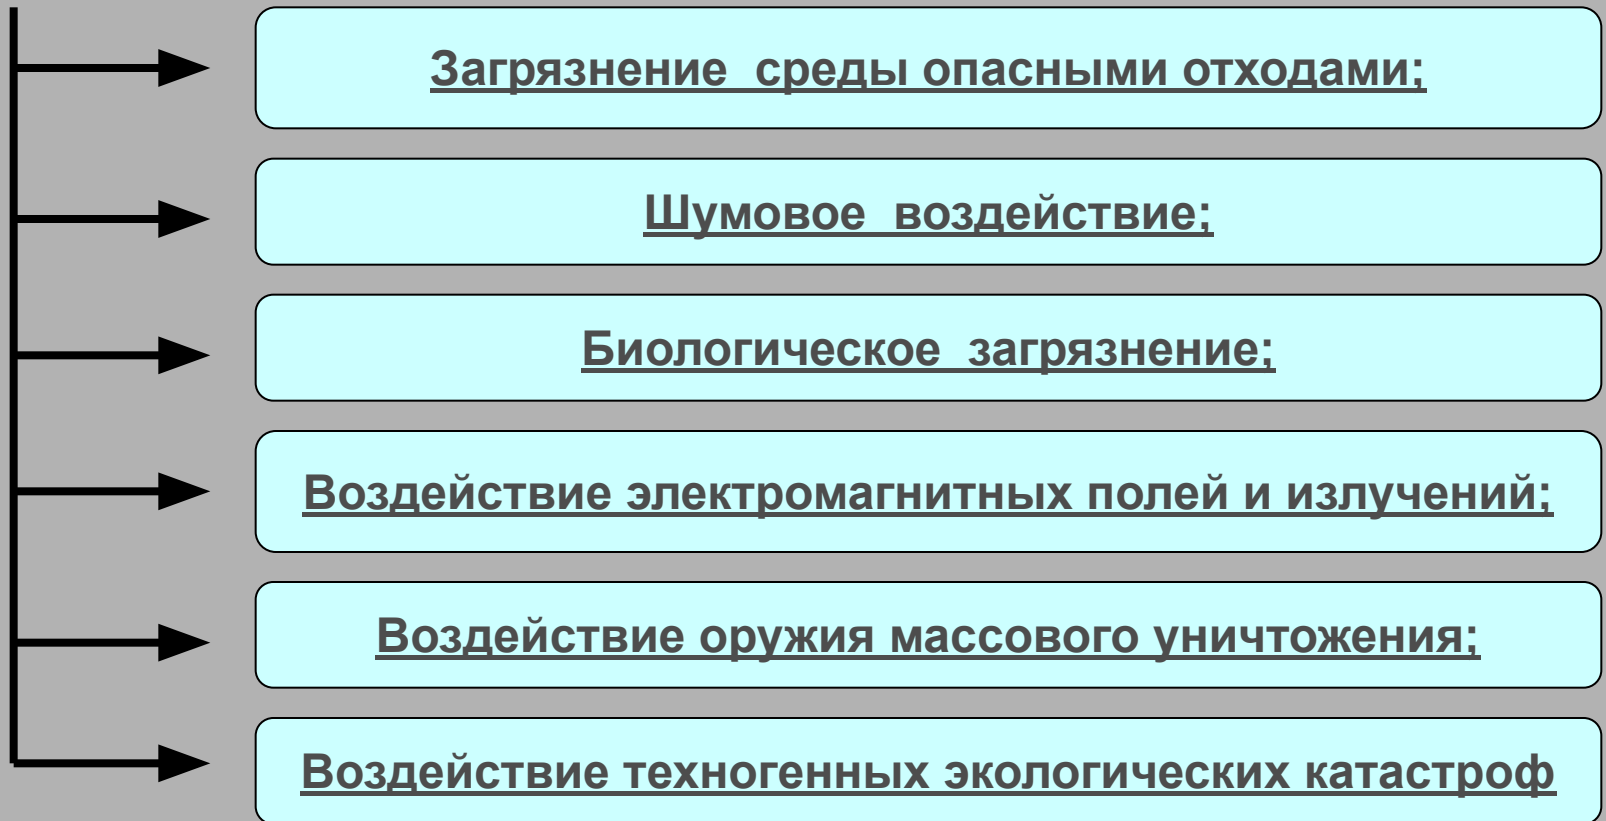 Загрязнение среды опасными отходами;
Шумовое воздействие;
Биологическое загрязнение;
Воздействие электромагнитных полей и излучений;
Воздействие оружия массового уничтожения;
Воздействие техногенных экологических катастроф